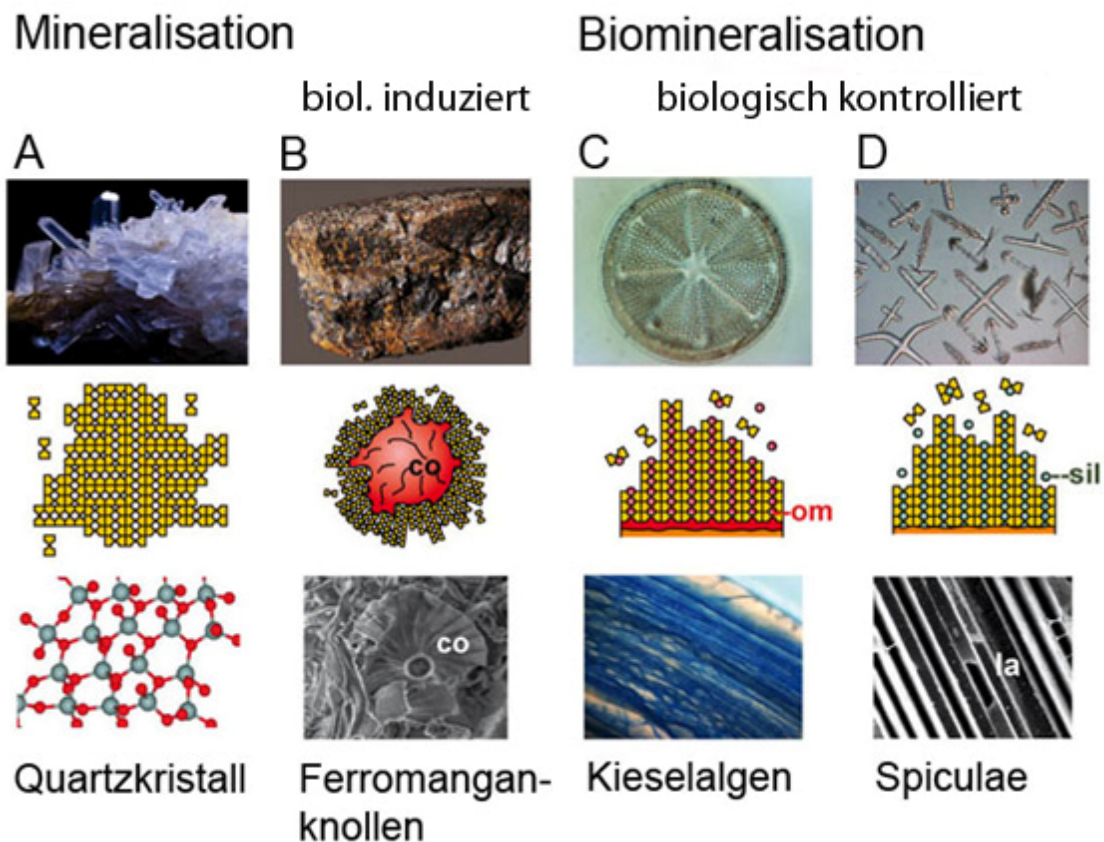 Mineralisation
Biomineralisation
biol. induziert
biologisch kontrolliert
A
B
C
D
co
om
sil
co
la
Quartzkristall
Ferromangan-
knollen
Kieselalgen
Spiculae